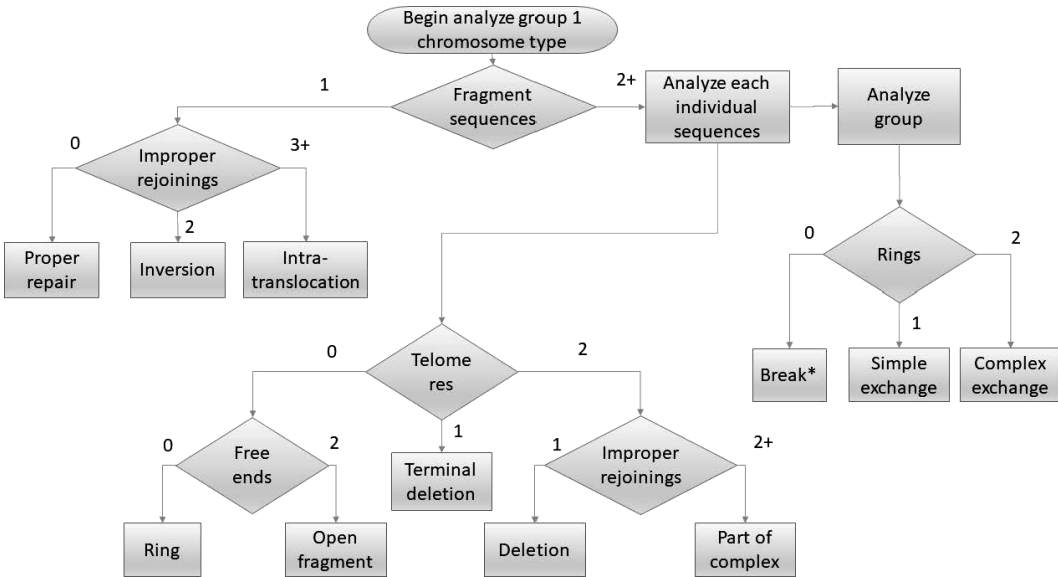 Begin analyze group 1
chromosome type
1
Fragment
sequences
2+
Analyze each
individual
sequences
Analyze
group
0
Improper
rejoinings
3+
2
Proper
repair
Inversion
Intra-
translocation
0
Rings
2
1
Break*
Simple
exchange
Complex
exchange
0
Telome
res
2
1
0
Free
ends
2
Terminal
deletion
1
Improper
rejoinings
2+
Ring
Open
fragment
Deletion
Part of
complex